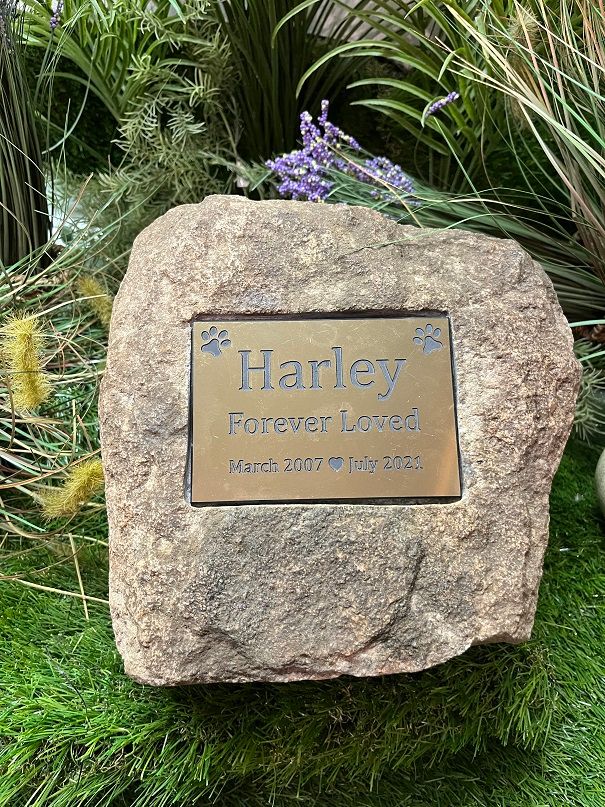 Harley
Forever Loved
March 2007 ♥ July 2021